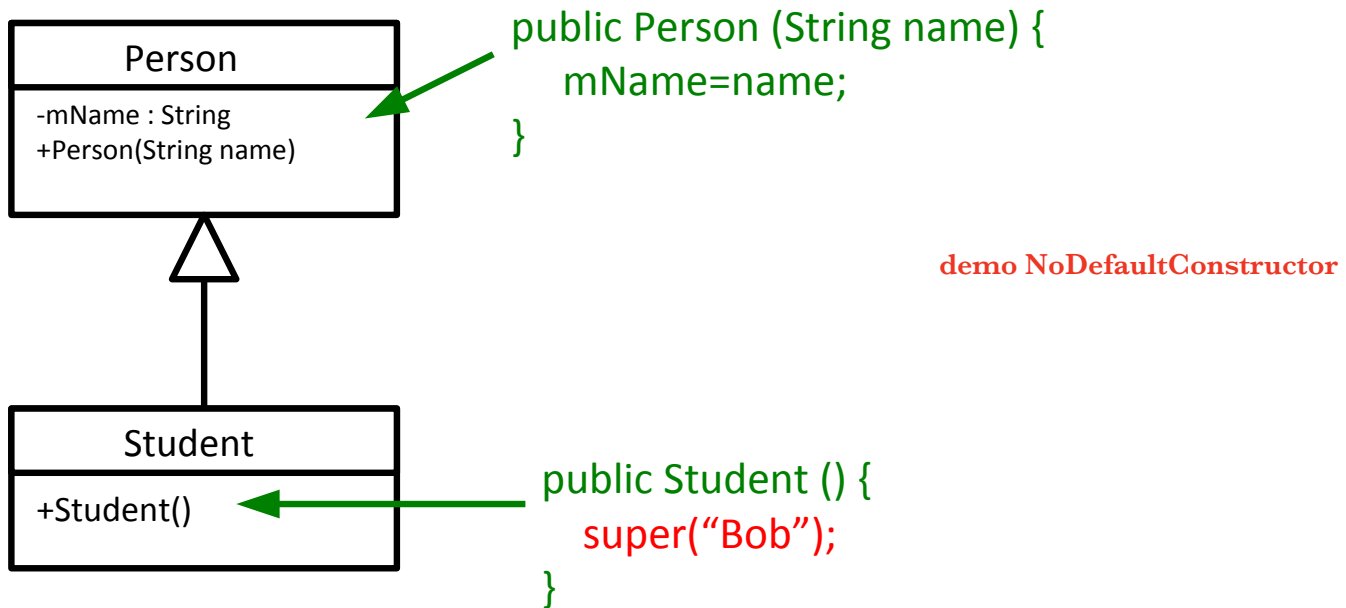 Person
-mName : String
+Person(String name)
public Person (String name) {
mName=name;
}
demo NoDefaultConstructor
Student
+Student()
public Student () {
super(“Bob”);
}